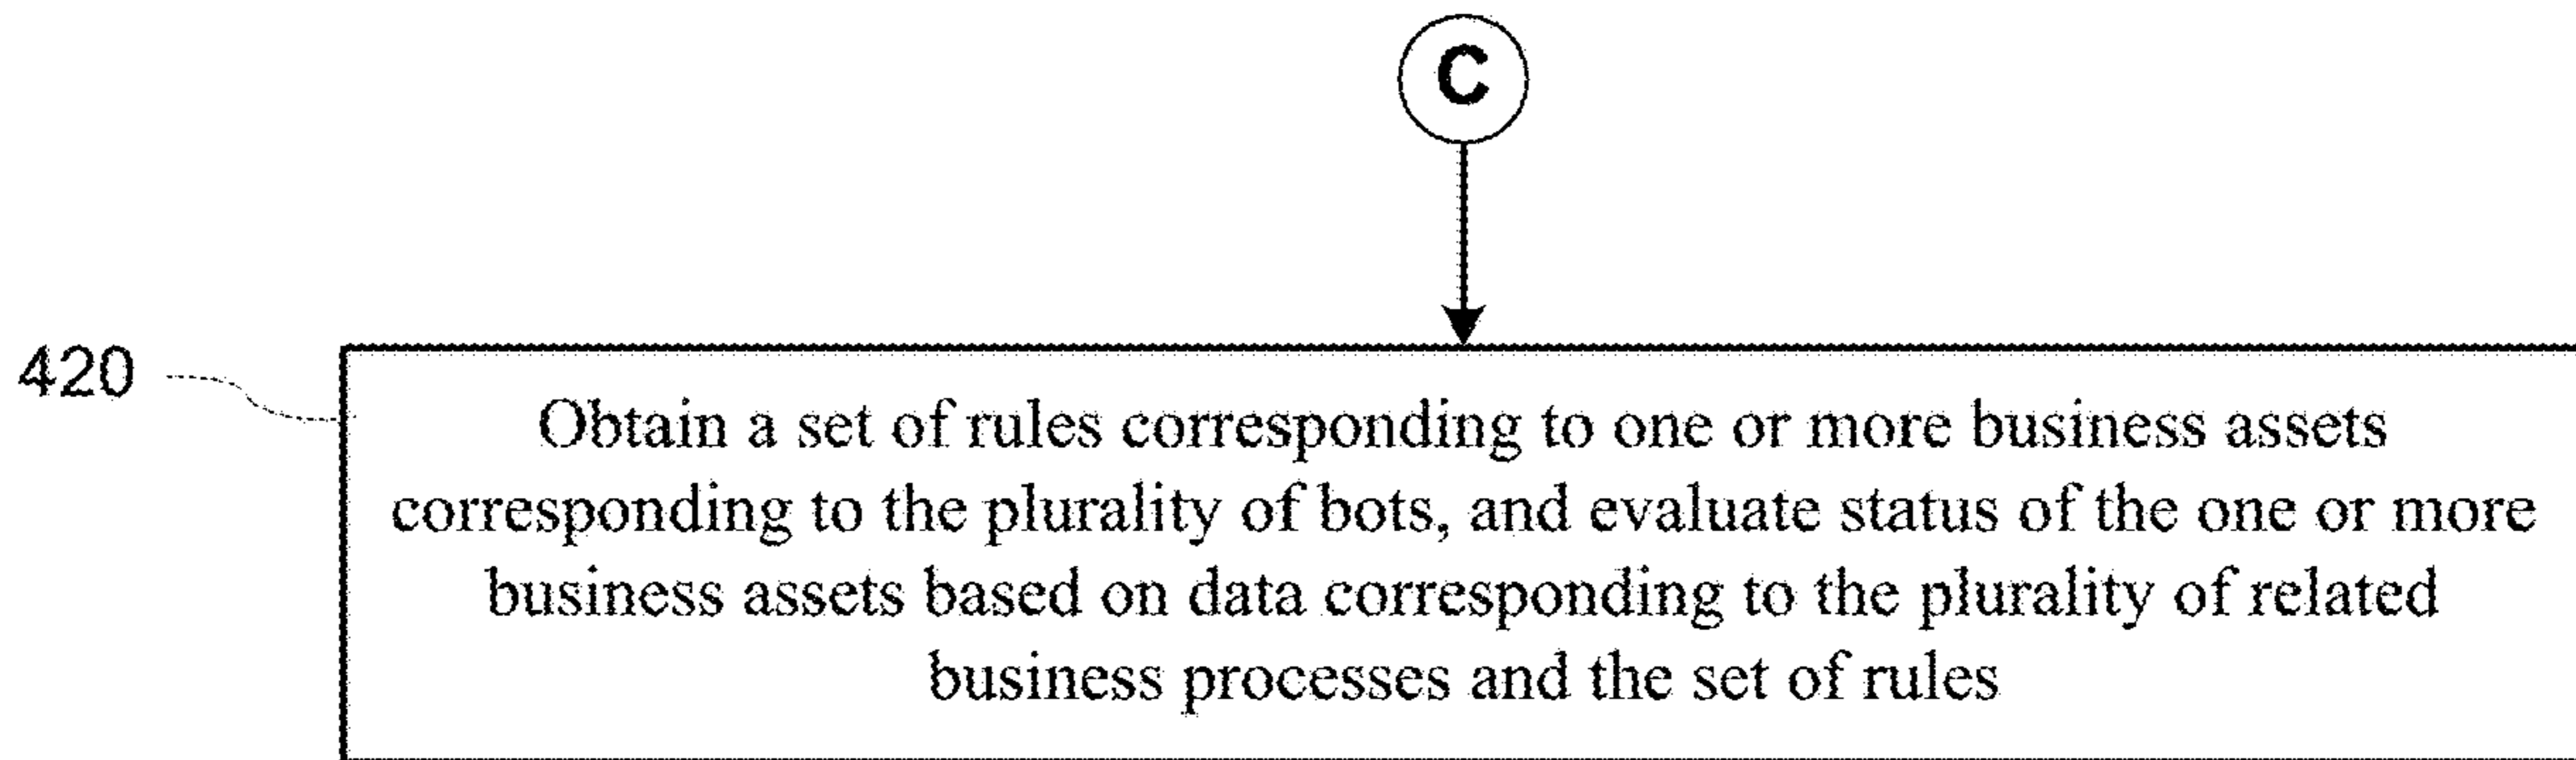 C
420
Obtain a set of rules corresponding to one or more business assets
corresponding to the plurality of bots, and evaluate status of the one or more
business assets based on data corresponding to the plurality of related
business processes and the set of rules